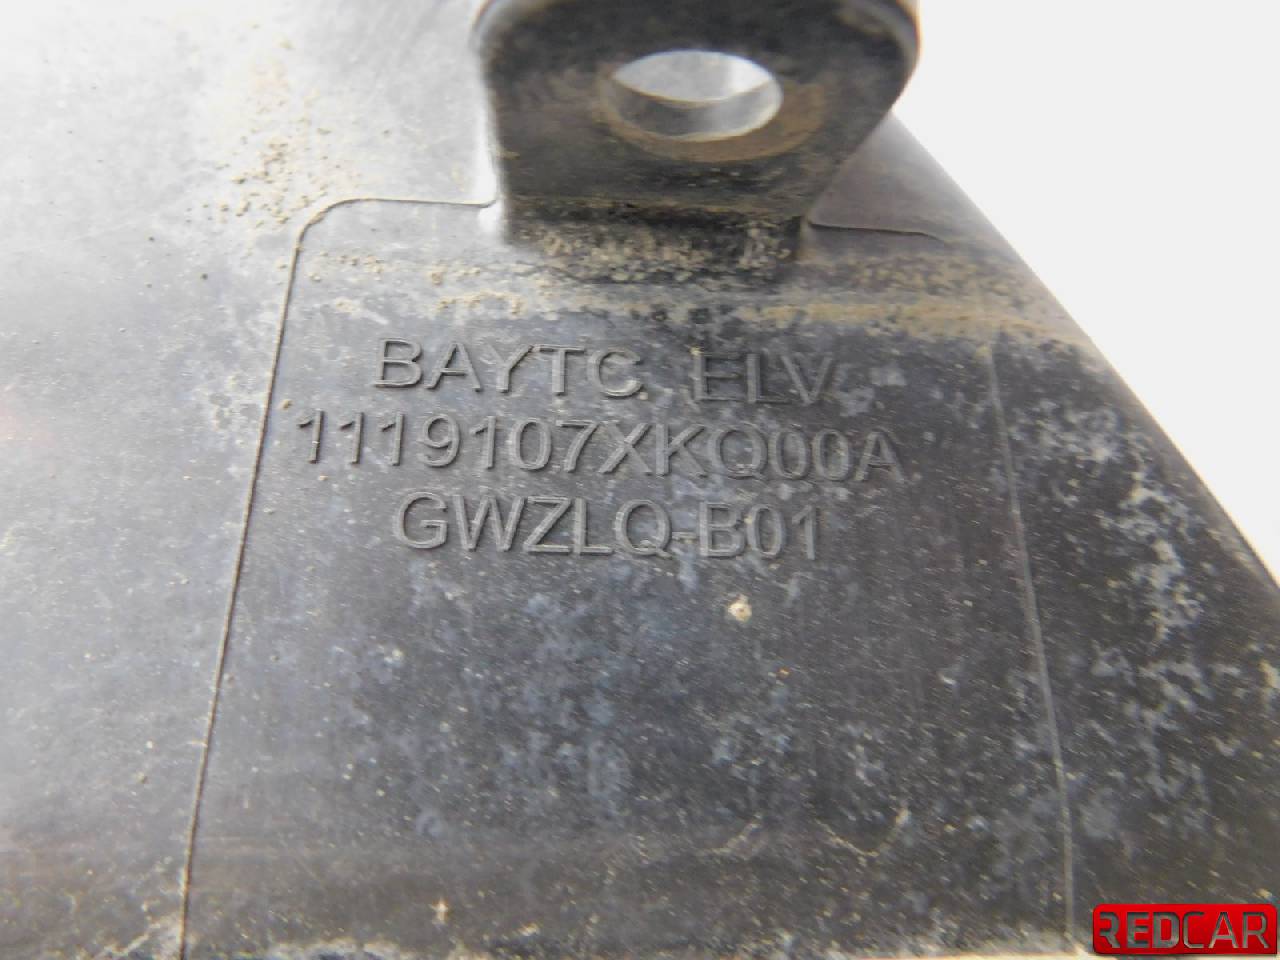 BAYTC ELV
1119107XKQ00A
GWZLQ-B01
REDCAR